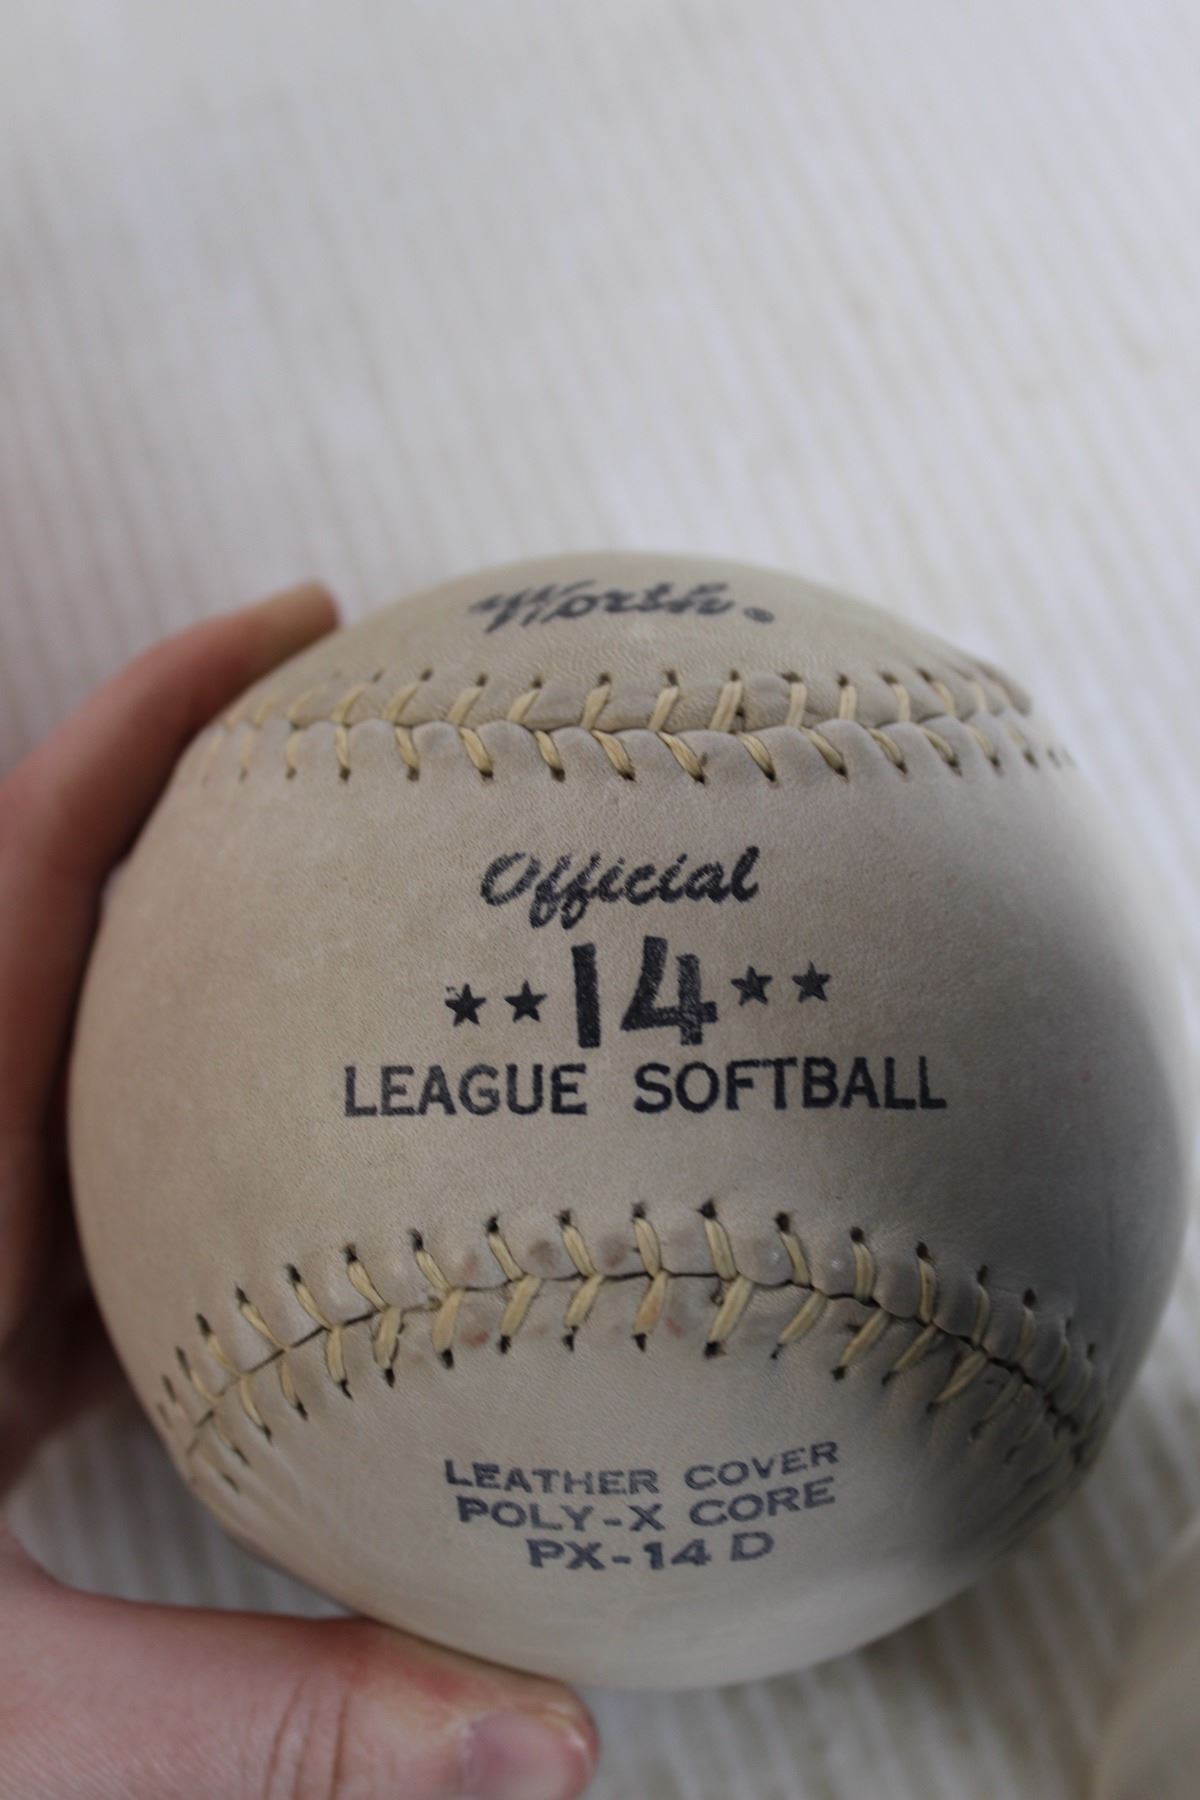 Worth®
Official
★★14★★
LEAGUE SOFTBALL
LEATHER COVER
POLY-X CORE
PX-14 D